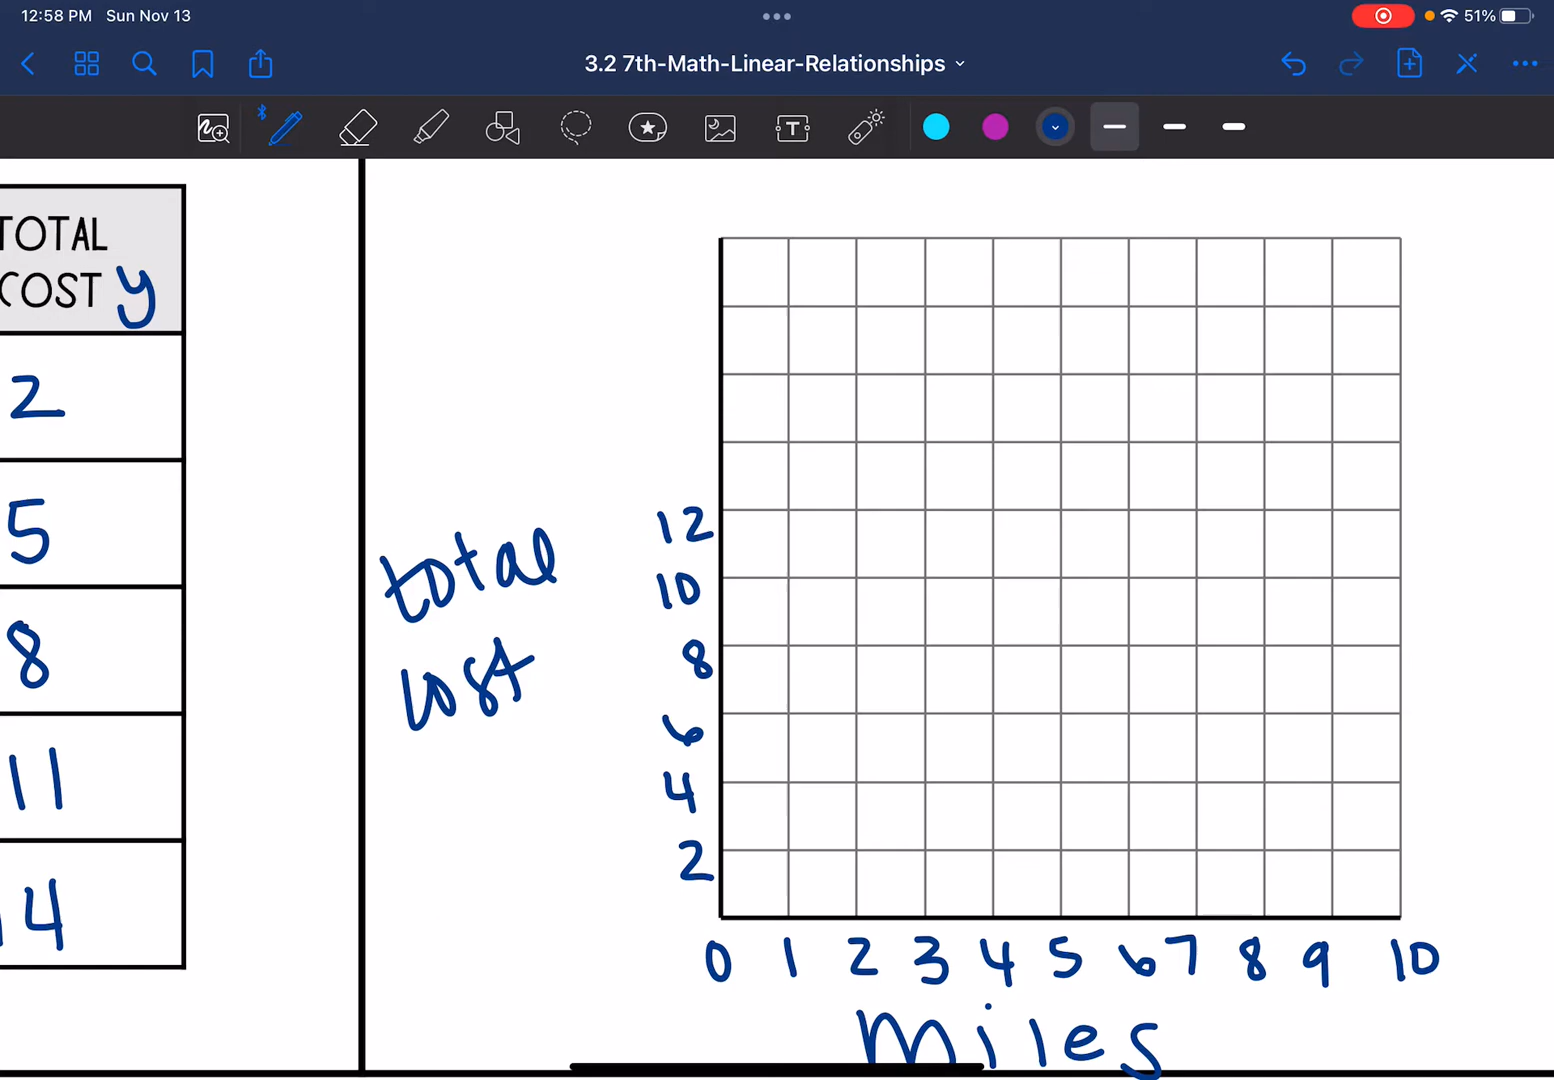 12:58 PM Sun Nov 13
51%
3.2 7th-Math-Linear-Relationships
T
TOTAL
COST y
2
5
8
11
14
total
cost
12
10
8
6
4
2
0 1 2 3 4 5 6 7 8 9 10
miles